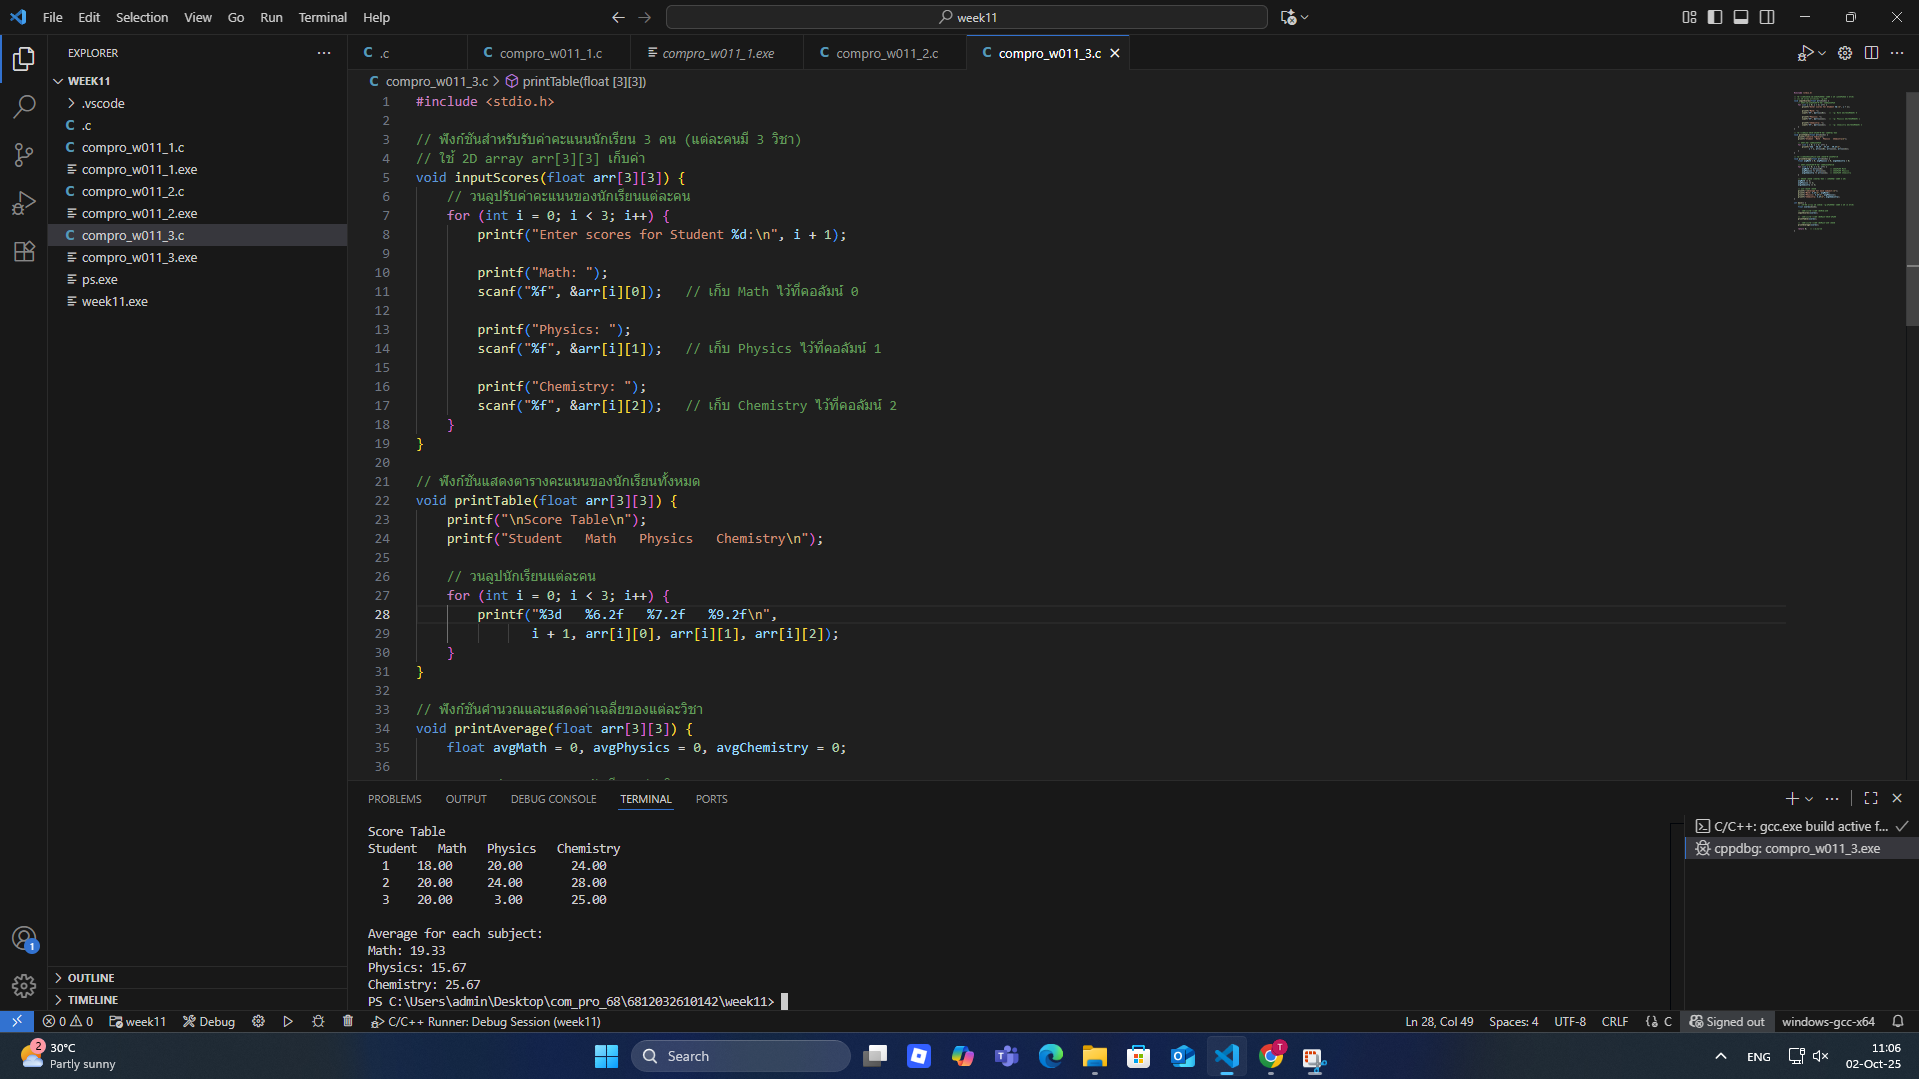 File Edit Selection View Go Run Terminal Help
week11
EXPLORER
.c
compro_w011_1.c
compro_w011_1.exe
compro_w011_2.c
compro_w011_3.c
WEEK11
.vscode
.c
compro_w011_1.c
compro_w011_1.exe
compro_w011_2.c
compro_w011_2.exe
compro_w011_3.c
compro_w011_3.exe
ps.exe
week11.exe
OUTLINE
TIMELINE
C compro_w011_3.c > printTable(float [3][3])
1 #include <stdio.h>
2
3 // ฟังก์ชันสำหรับรับค่าคะแนนนักเรียน 3 คน (แต่ละคนมี 3 วิชา)
4 // ใช้ 2D array arr[3][3] เก็บค่า
5 void inputScores(float arr[3][3]) {
6 // วนลูปรับค่าคะแนนของนักเรียนแต่ละคน
7 for (int i = 0; i < 3; i++) {
8 printf("Enter scores for Student %d:\n", i + 1);
9
10 printf("Math: ");
11 scanf("%f", &arr[i][0]); // เก็บ Math ไว้ที่คอลัมน์ 0
12
13 printf("Physics: ");
14 scanf("%f", &arr[i][1]); // เก็บ Physics ไว้ที่คอลัมน์ 1
15
16 printf("Chemistry: ");
17 scanf("%f", &arr[i][2]); // เก็บ Chemistry ไว้ที่คอลัมน์ 2
18 }
19 }
20
21 // ฟังก์ชันแสดงตารางคะแนนของนักเรียนทั้งหมด
22 void printTable(float arr[3][3]) {
23 printf("\nScore Table\n");
24 printf("Student   Math   Physics   Chemistry\n");
25
26 // วนลูปนักเรียนแต่ละคน
27 for (int i = 0; i < 3; i++) {
28 printf("%3d   %6.2f   %7.2f   %9.2f\n",
29 i + 1, arr[i][0], arr[i][1], arr[i][2]);
30 }
31 }
32
33 // ฟังก์ชันคำนวณและแสดงค่าเฉลี่ยของแต่ละวิชา
34 void printAverage(float arr[3][3]) {
35 float avgMath = 0, avgPhysics = 0, avgChemistry = 0;
36
PROBLEMS OUTPUT DEBUG CONSOLE TERMINAL PORTS
Score Table
Student Math Physics Chemistry
1 18.00 20.00 24.00
2 20.00 24.00 28.00
3 20.00 3.00 25.00
Average for each subject:
Math: 19.33
Physics: 15.67
Chemistry: 25.67
PS C:\Users\admin\Desktop\com_pro_68\6812032610142\week11>
C/C++: gcc.exe build active f...
cppdbg: compro_w011_3.exe
0 0 week11 Debug C/C++ Runner: Debug Session (week11)
Ln 28, Col 49 Spaces: 4 UTF-8 CRLF {} C Signed out windows-gcc-x64
2
30°C
Partly sunny
Search
T
ENG
11:06
02-Oct-25
1